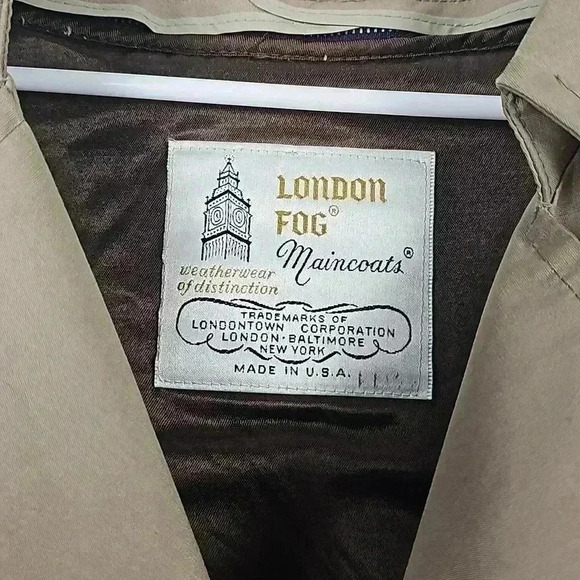 LONDON
FOG®
Maincoats®
weatherwear
of distinction
TRADEMARKS OF
LONDONTOWN CORPORATION
LONDON·BALTIMORE
NEW YORK
MADE IN U.S.A.